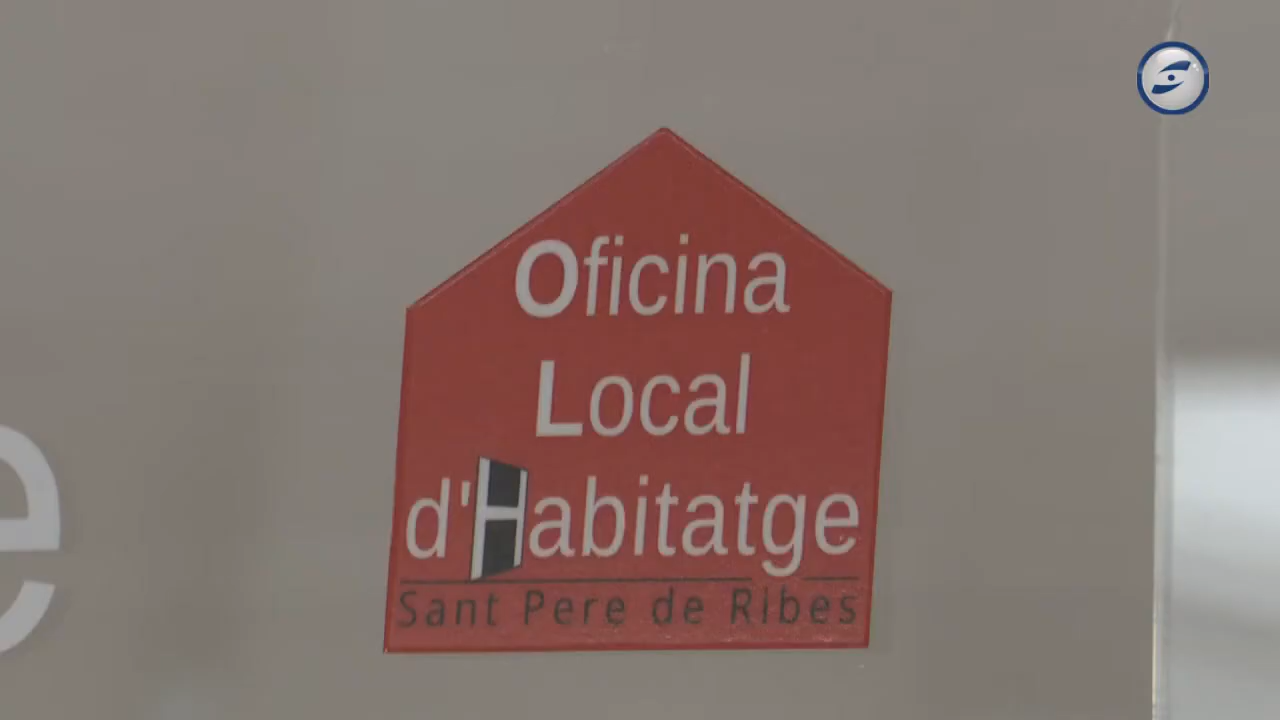 Oficina
Local
d'Habitatge
Sant Pere de Ribes
e